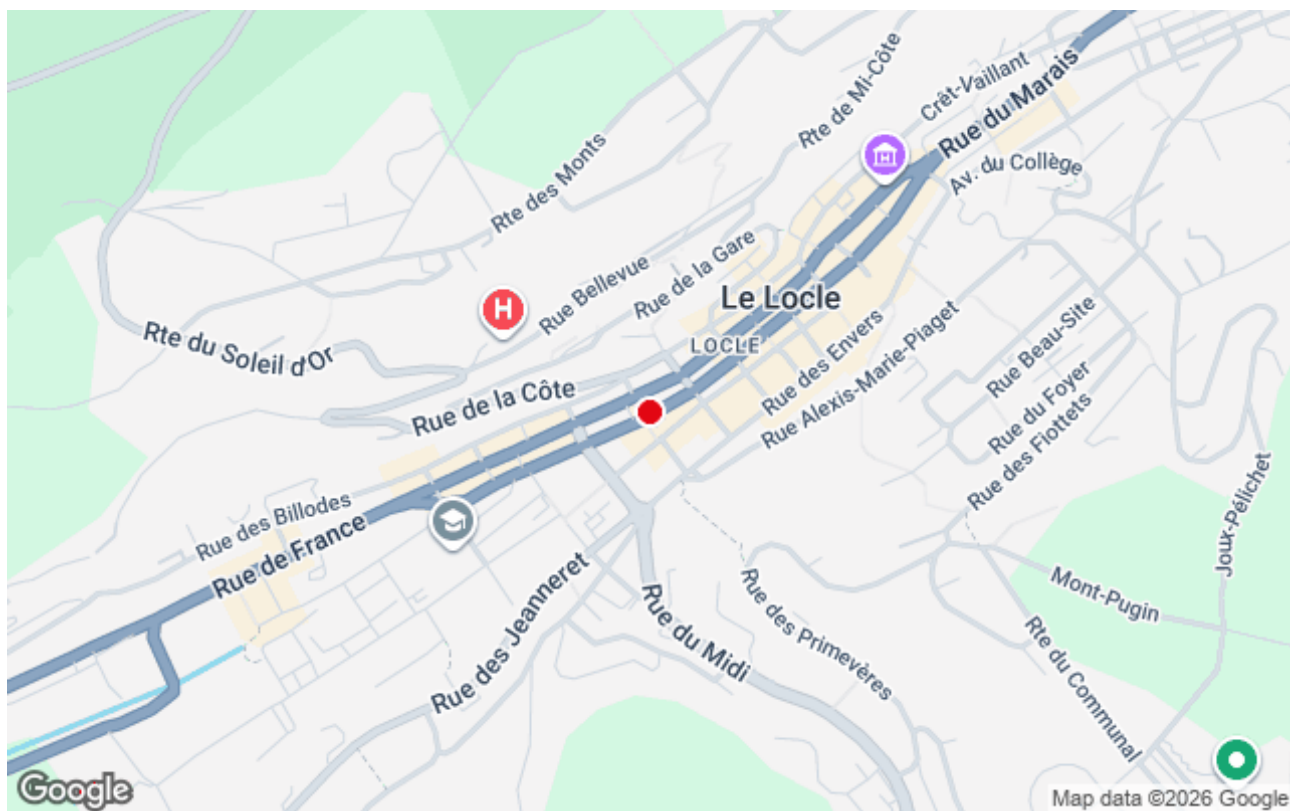 Crêt-Vaillant
Rue du Marais
Rte de Mi-Côte
Av. du Collège
Rte des Monts
Rue Bellevue
Rue de la Gare
H
Le Locle
LOCLE
Rte du Soleil d'Or
Rue de la Côte
Rue des Envers
Rue Alexis-Marie-Piaget
Rue Beau-Site
Rue du Foyer
Rue des Fiottets
Joux-Pélichet
Rue des Billodes
Rue de France
Rue des Jeanneret
Rue du Midi
Rue des Primevères
Mont-Pugin
Rte du Communal
Google
Map data ©2026 Google